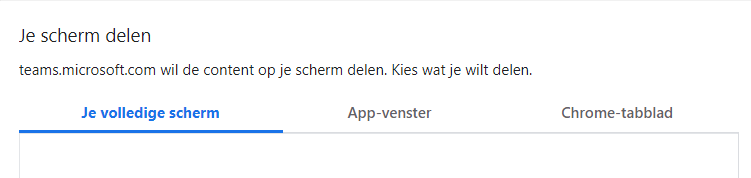 Je scherm delen
teams.microsoft.com wil de content op je scherm delen. Kies wat je wilt delen.
Je volledige scherm App-venster Chrome-tabblad